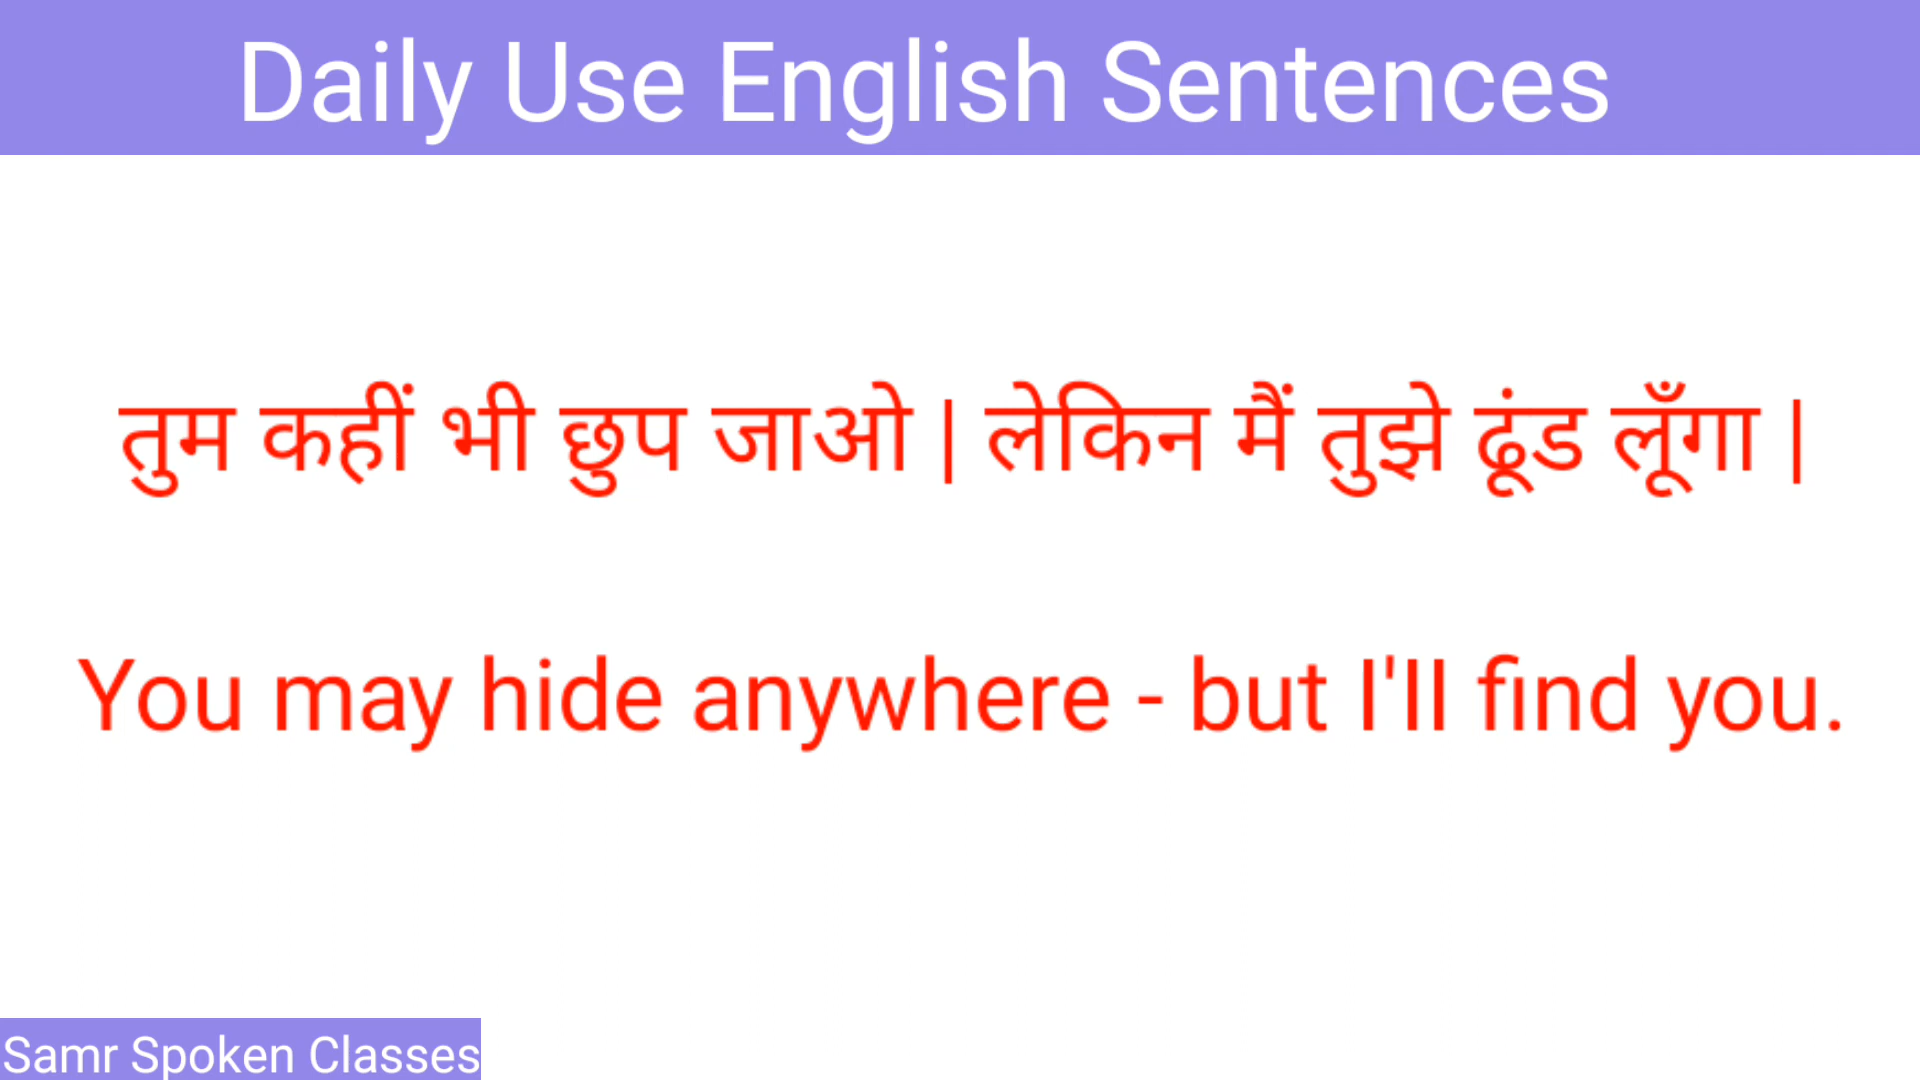 Daily Use English Sentences
तुम कहीं भी छुप जाओ | लेकिन मैं तुझे ढूंड लूँगा |
You may hide anywhere - but I'll find you.
Samr Spoken Classes